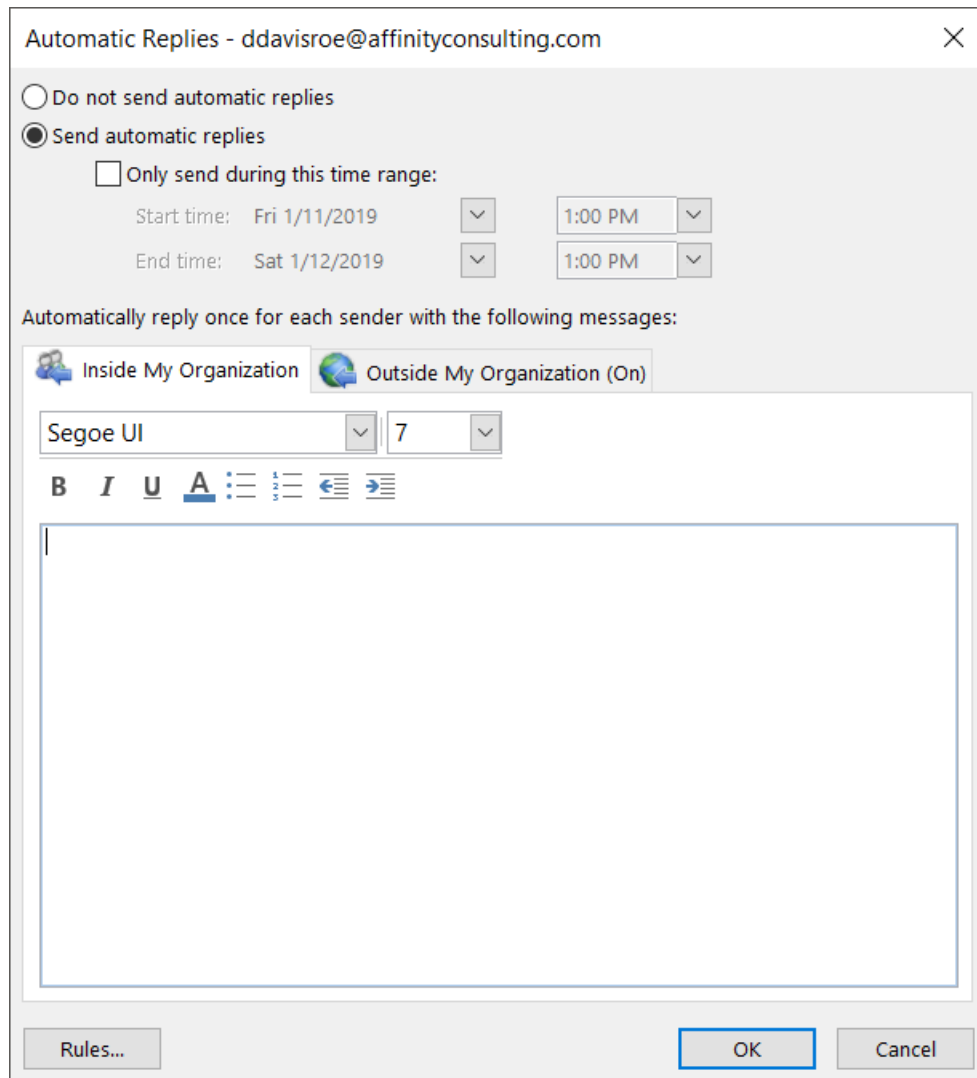 Automatic Replies - ddavisroe@affinityconsulting.com
Do not send automatic replies
Send automatic replies
Only send during this time range:
Start time: Fri 1/11/2019 1:00 PM
End time: Sat 1/12/2019 1:00 PM
Automatically reply once for each sender with the following messages:
Inside My Organization Outside My Organization (On)
Segoe UI 7
B I U A
Rules... OK Cancel